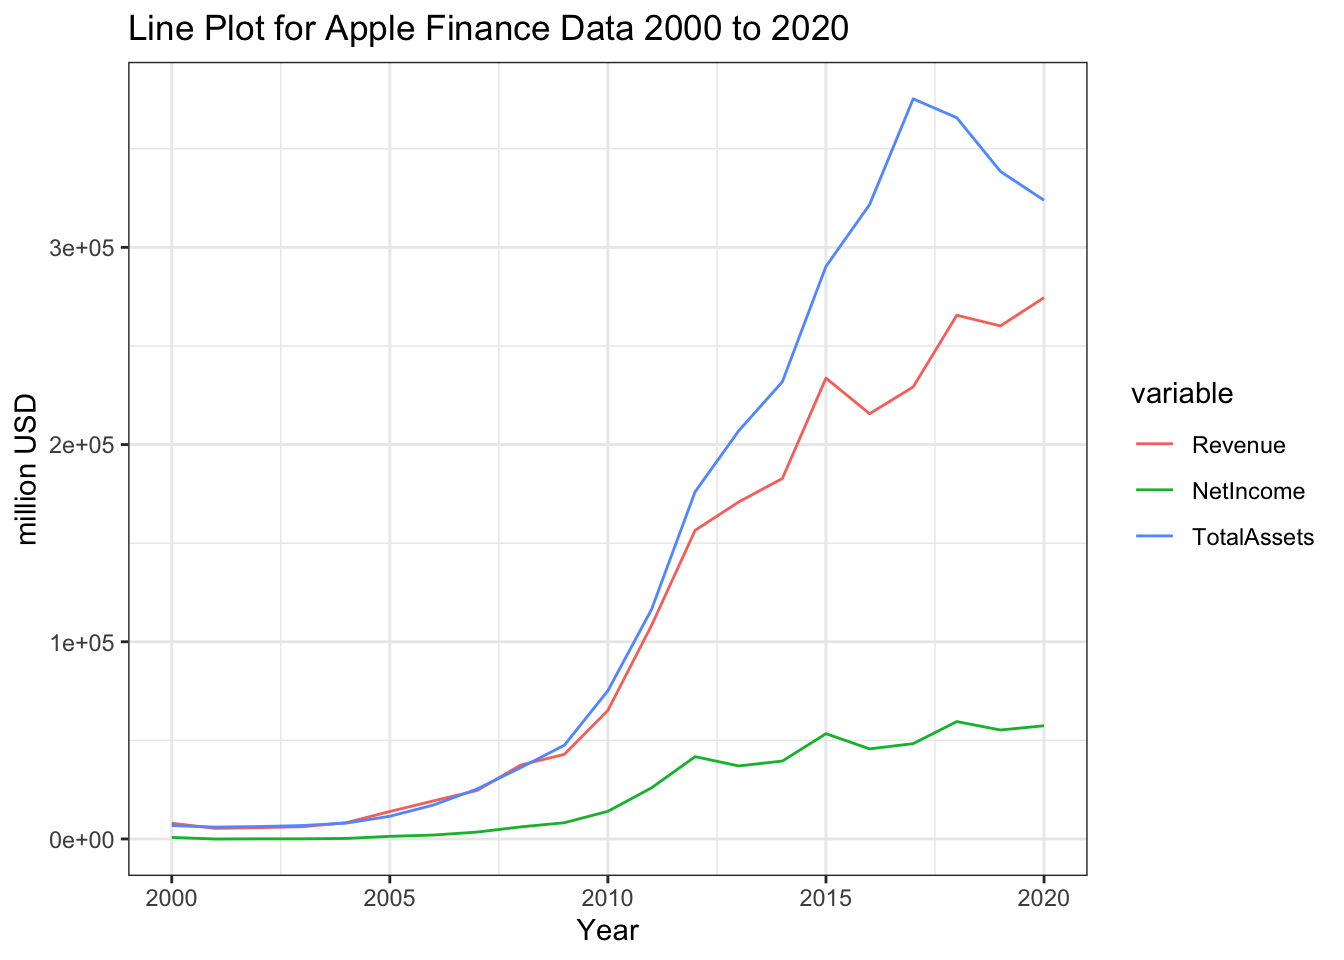 Line Plot for Apple Finance Data 2000 to 2020
million USD
3e+05
2e+05
1e+05
0e+00
2000 2005 2010 2015 2020
Year
variable
Revenue
NetIncome
TotalAssets